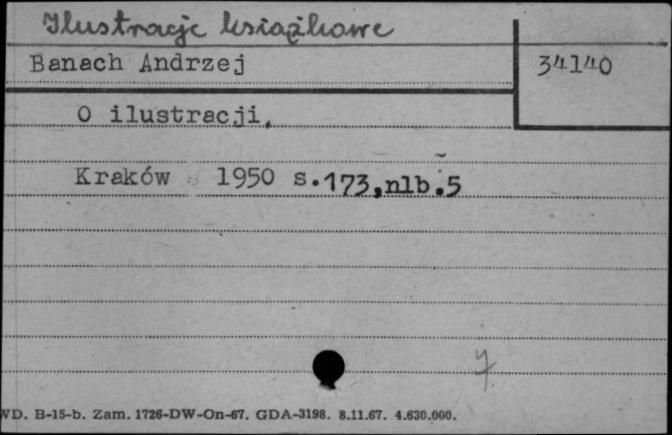 Ilustracje książkowe
Banach Andrzej
34140
O ilustracji.
Kraków 1950 s.173,nlb.5
WD. B-15-b. Zam. 1726-DW-On-67. GDA-3198. 8.11.67. 4.630.000.